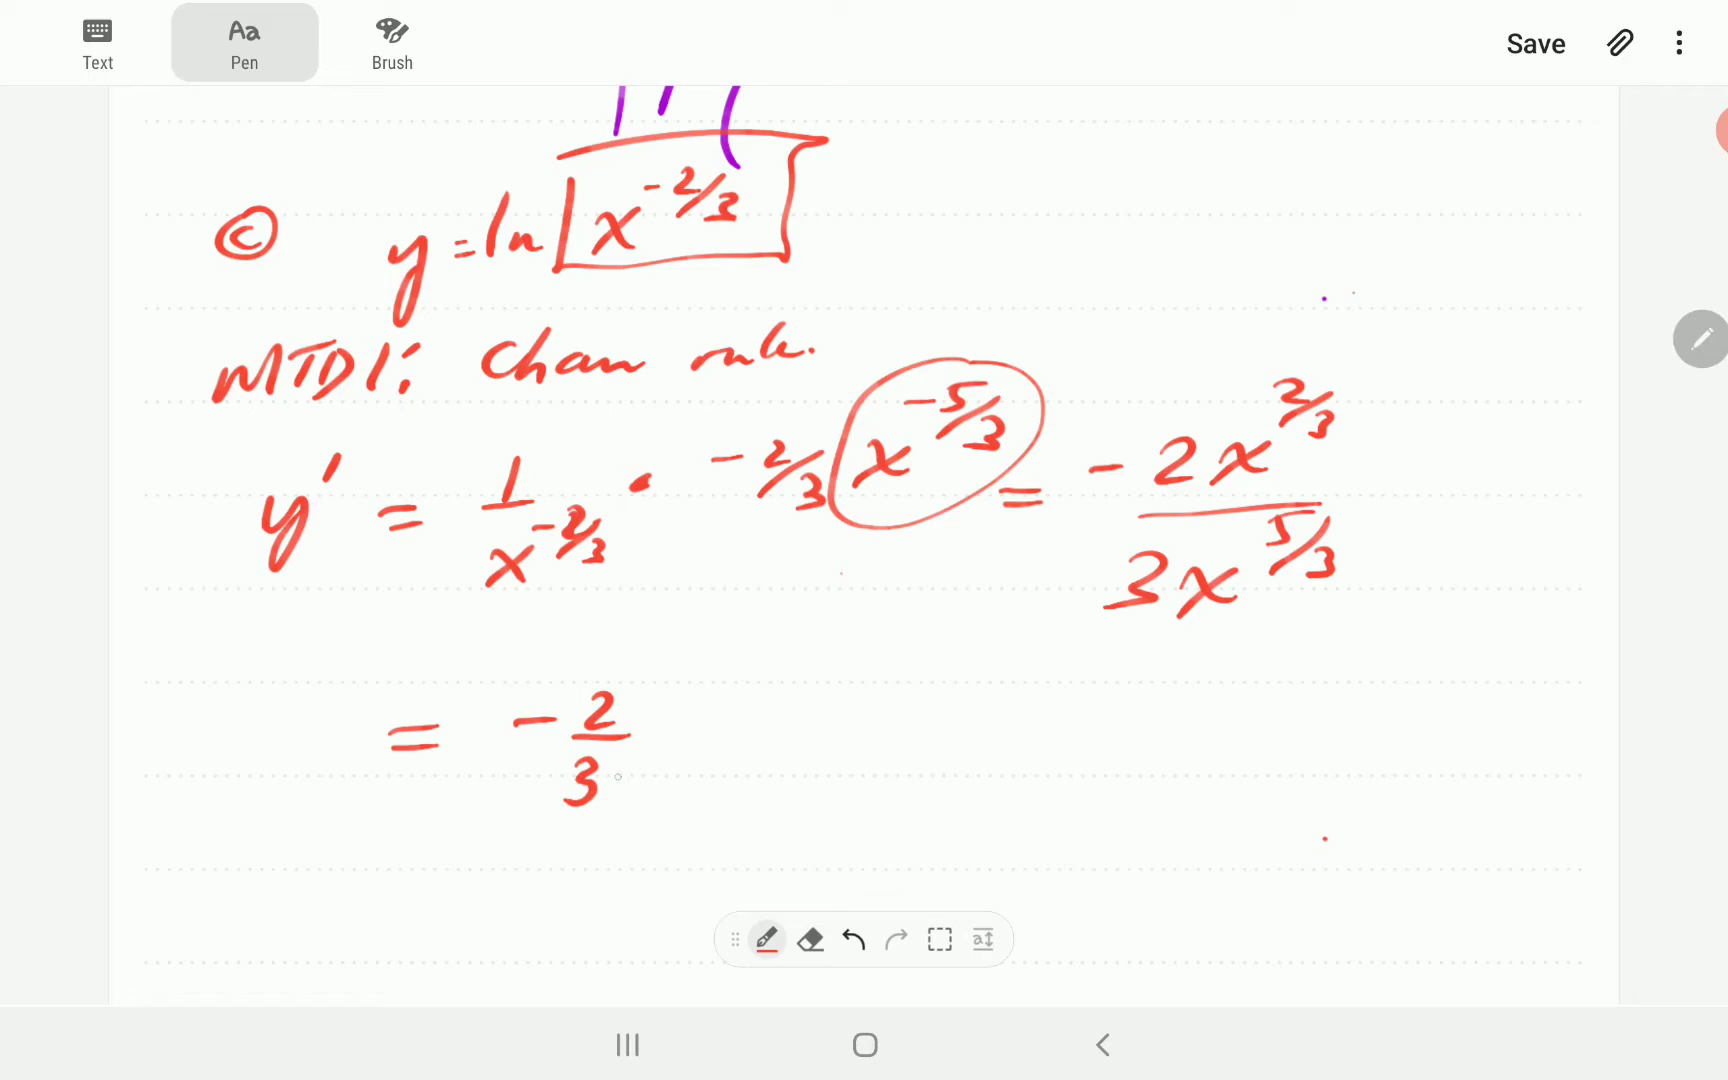 Text Pen Brush Save
© y = ln x^{-2/3}
MTD1: Chain rule.
y' = 1/x^{-2/3} · -2/3 x^{-5/3} = -2x^{2/3}/3x^{5/3}
= -2/3